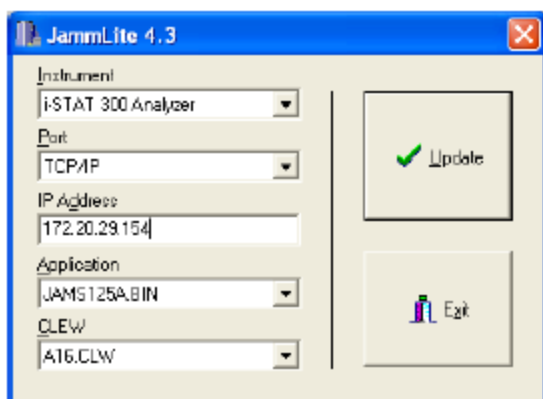 JammLite 4.3
Instrument
i-STAT 300 Analyzer
Port
TCP/IP
IP Address
172.20.29.154
Application
JAMS125A.BIN
CLEW
A16.CLW
Update
Exit